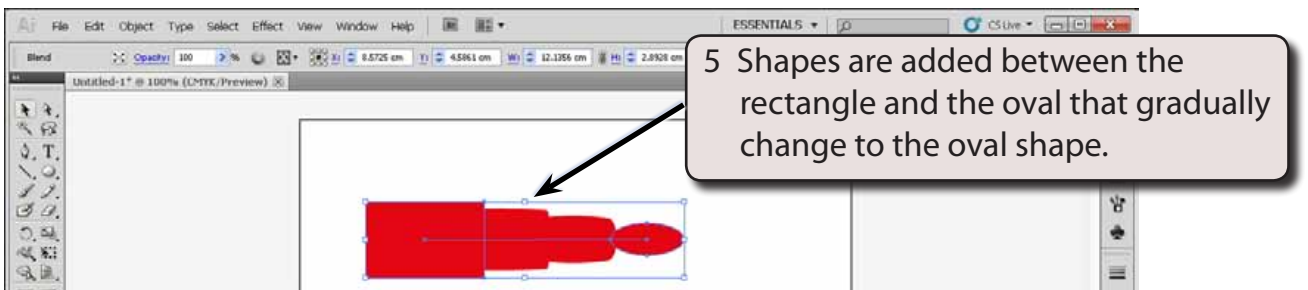 Ai File Edit Object Type Select Effect View Window Help ESSENTIALS CS Live
Blend Opacity: 100 % X: 8.5725 cm Y: 4.5861 cm W: 12.1356 cm H: 2.8928 cm
Untitled-1* @ 100% (CMYK/Preview)
5 Shapes are added between the
rectangle and the oval that gradually
change to the oval shape.